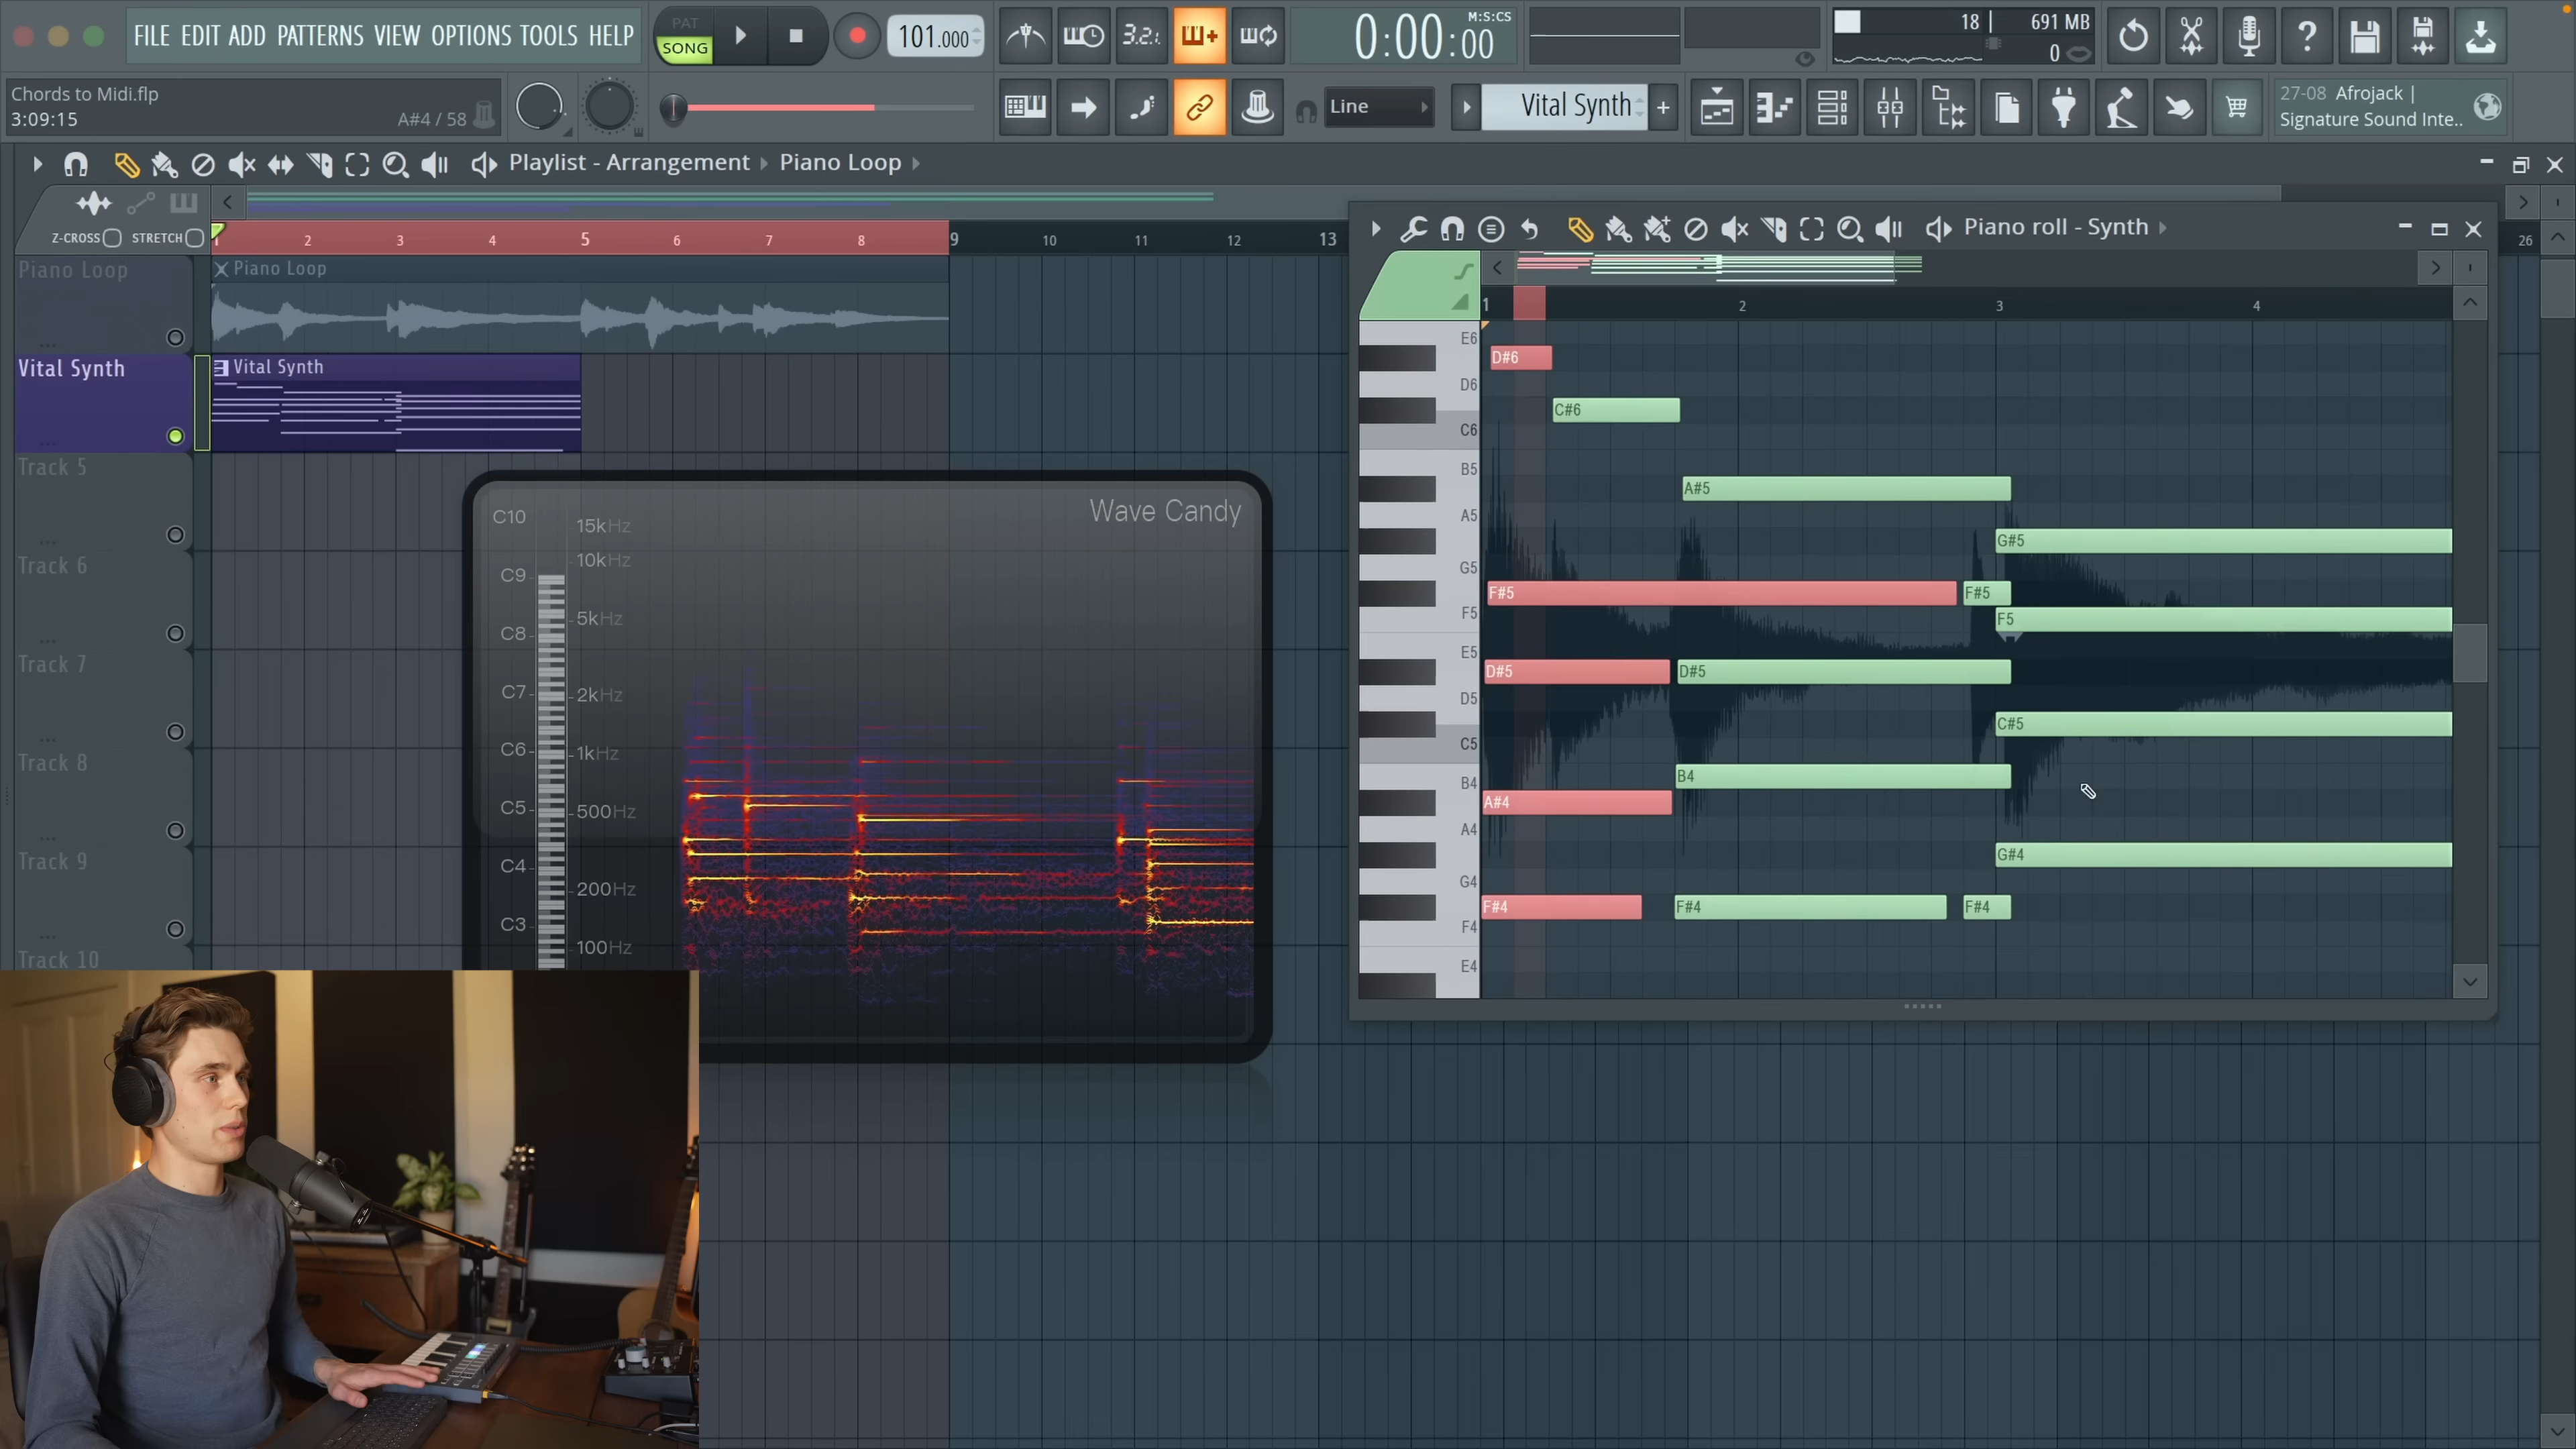 FILE EDIT ADD PATTERNS VIEW OPTIONS TOOLS HELP
PAT
SONG
101.000
3.2.
M:S:CS
0:00:00
18
691 MB
0
Chords to Midi.flp
3:09:15
A#4 / 58
Line
Vital Synth
27-08 Afrojack |
Signature Sound Inte..
Playlist - Arrangement
Piano Loop
Z-CROSS
STRETCH
1 2 3 4 5 6 7 8 9 10 11 12 13
26
Piano Loop
...
Piano Loop
Vital Synth
...
Vital Synth
Track 5
...
Track 6
...
Track 7
...
Track 8
...
Track 9
...
Track 10
Wave Candy
C10
15kHz
10kHz
C9
5kHz
C8
C7
2kHz
C6
1kHz
C5
500Hz
C4
200Hz
C3
100Hz
Piano roll - Synth
1 2 3 4
E6
D#6
D6
C#6
C6
B5
A#5
A5
G#5
G5
F#5
F#5
F5
F5
E5
D#5
D#5
D5
C#5
C5
B4
B4
A#4
A4
G#4
G4
F#4
F#4
F#4
F4
E4